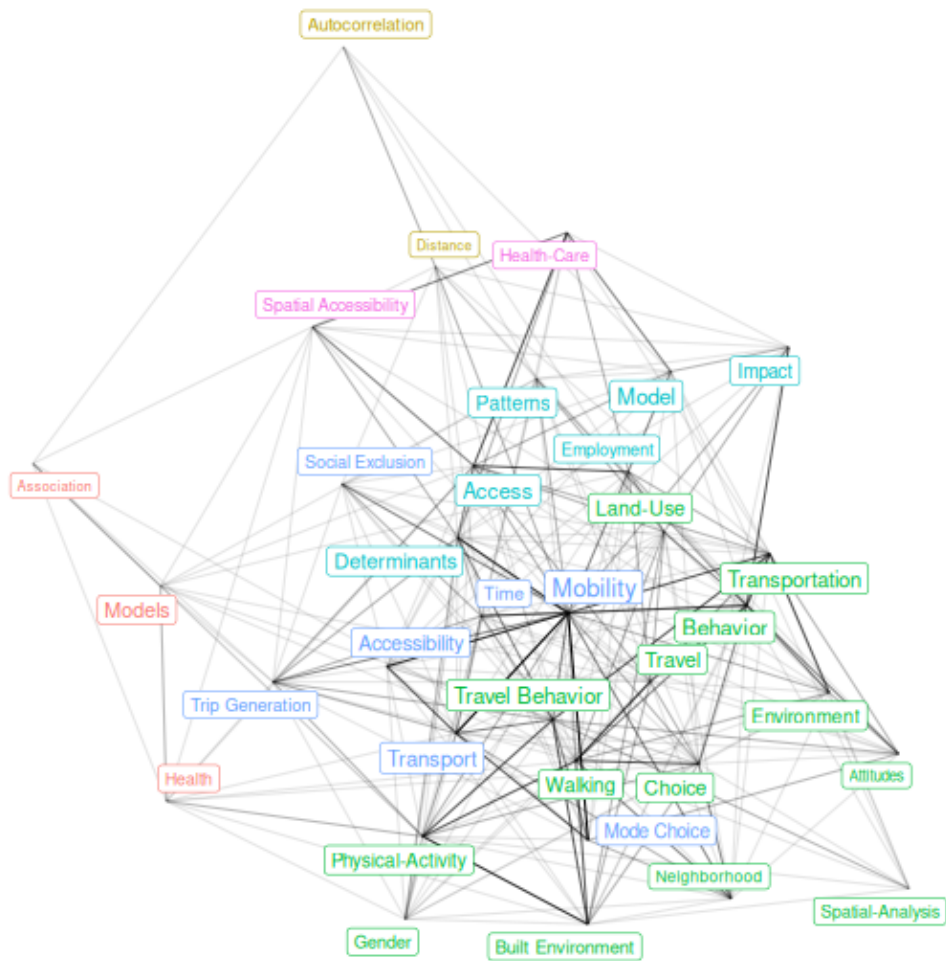 Autocorrelation
Distance
Health-Care
Spatial Accessibility
Impact
Model
Patterns
Employment
Social Exclusion
Association
Access
Land-Use
Determinants
Transportation
Time
Mobility
Models
Behavior
Accessibility
Travel
Travel Behavior
Trip Generation
Environment
Transport
Health
Attitudes
Walking
Choice
Mode Choice
Physical-Activity
Neighborhood
Spatial-Analysis
Gender
Built Environment